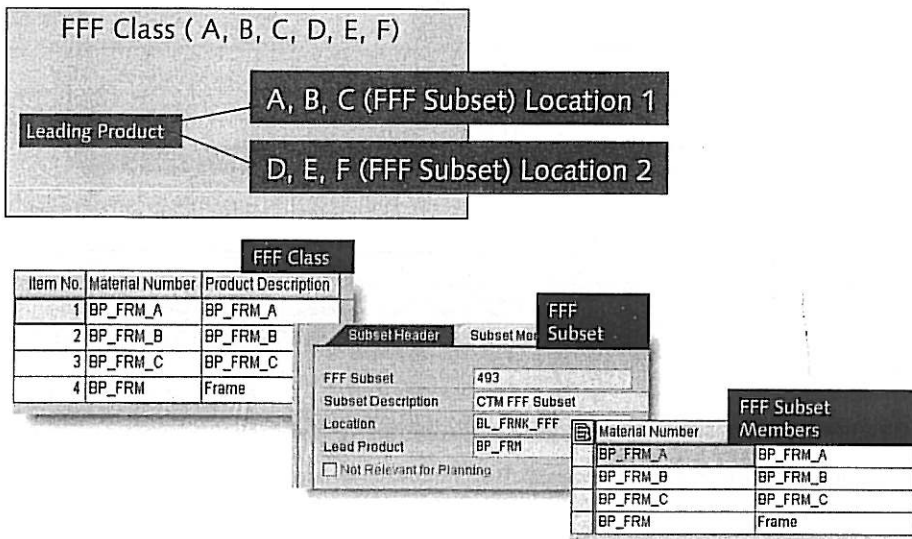 FFF Class ( A, B, C, D, E, F)
A, B, C (FFF Subset) Location 1
Leading Product
D, E, F (FFF Subset) Location 2
FFF Class
Item No. Material Number Product Description
1 BP_FRM_A BP_FRM_A
2 BP_FRM_B BP_FRM_B
3 BP_FRM_C BP_FRM_C
4 BP_FRM Frame
FFF
Subset
Subset Header Subset Mem
FFF Subset 493
Subset Description CTM FFF Subset
Location BL_FRNK_FFF
Lead Product BP_FRM
Not Relevant for Planning
FFF Subset
Members
Material Number
BP_FRM_A BP_FRM_A
BP_FRM_B BP_FRM_B
BP_FRM_C BP_FRM_C
BP_FRM Frame